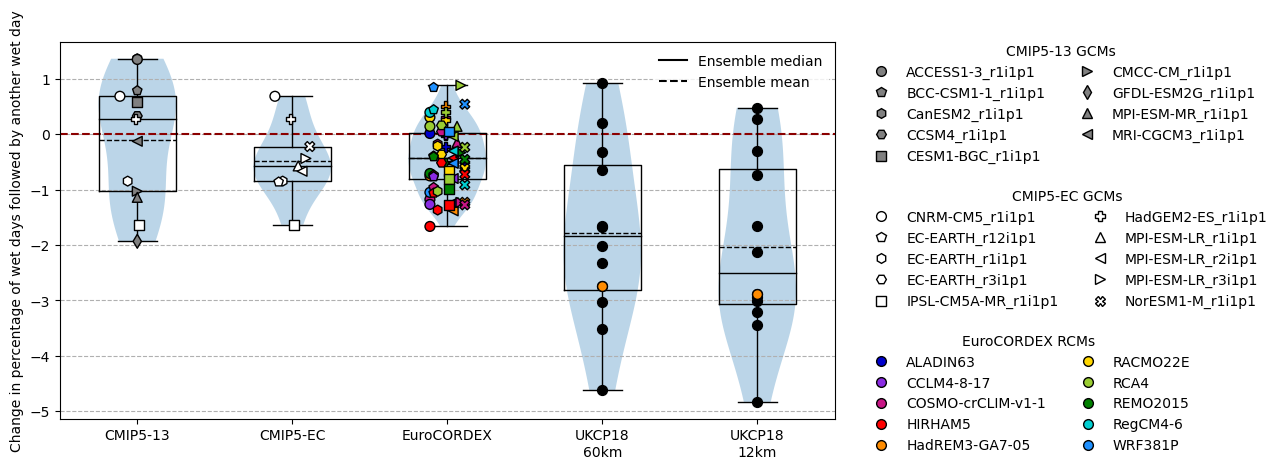 Change in percentage of wet days followed by another wet day
1
0
−1
−2
−3
−4
−5
CMIP5-13
CMIP5-EC
EuroCORDEX
UKCP18
60km
UKCP18
12km
Ensemble median
Ensemble mean
CMIP5-13 GCMs
ACCESS1-3_r1i1p1
BCC-CSM1-1_r1i1p1
CanESM2_r1i1p1
CCSM4_r1i1p1
CESM1-BGC_r1i1p1
CMCC-CM_r1i1p1
GFDL-ESM2G_r1i1p1
MPI-ESM-MR_r1i1p1
MRI-CGCM3_r1i1p1
CMIP5-EC GCMs
CNRM-CM5_r1i1p1
EC-EARTH_r12i1p1
EC-EARTH_r1i1p1
EC-EARTH_r3i1p1
IPSL-CM5A-MR_r1i1p1
HadGEM2-ES_r1i1p1
MPI-ESM-LR_r1i1p1
MPI-ESM-LR_r2i1p1
MPI-ESM-LR_r3i1p1
NorESM1-M_r1i1p1
EuroCORDEX RCMs
ALADIN63
CCLM4-8-17
COSMO-crCLIM-v1-1
HIRHAM5
HadREM3-GA7-05
RACMO22E
RCA4
REMO2015
RegCM4-6
WRF381P